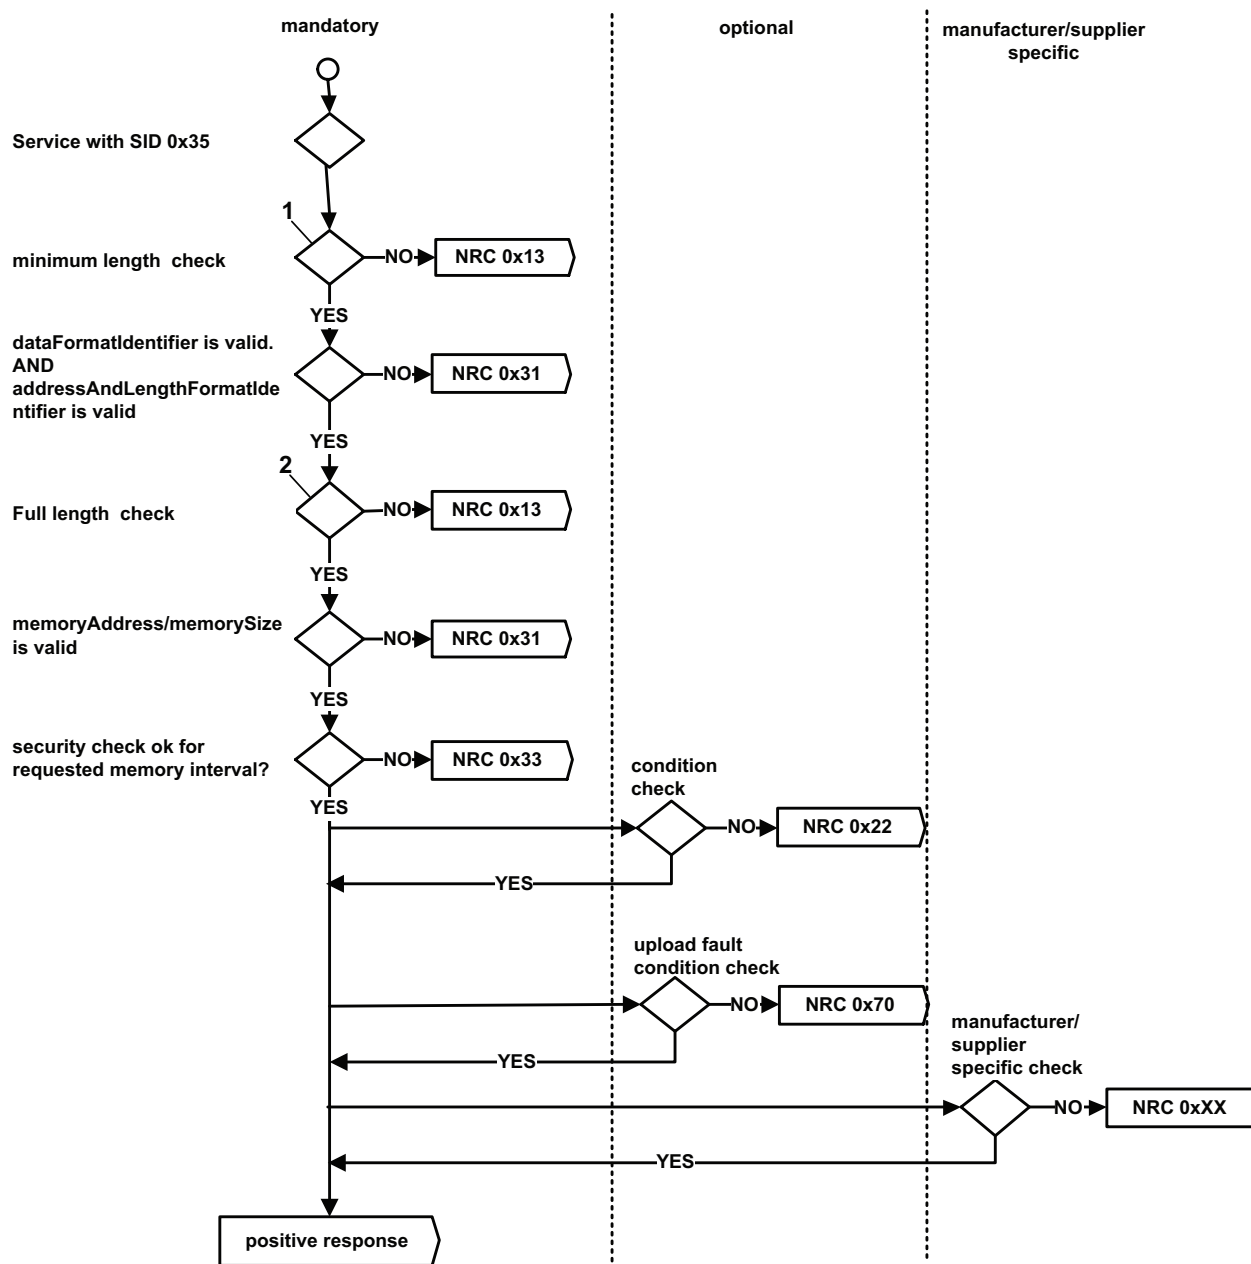 mandatory
optional
manufacturer/supplier
specific
Service with SID 0x35
1
minimum length check
NO
NRC 0x13
YES
dataFormatIdentifier is valid.
AND
addressAndLengthFormatIde
ntifier is valid
NO
NRC 0x31
YES
2
Full length check
NO
NRC 0x13
YES
memoryAddress/memorySize
is valid
NO
NRC 0x31
YES
security check ok for
requested memory interval?
NO
NRC 0x33
YES
condition
check
NO
NRC 0x22
YES
upload fault
condition check
NO
NRC 0x70
YES
manufacturer/
supplier
specific check
NO
NRC 0xXX
YES
positive response